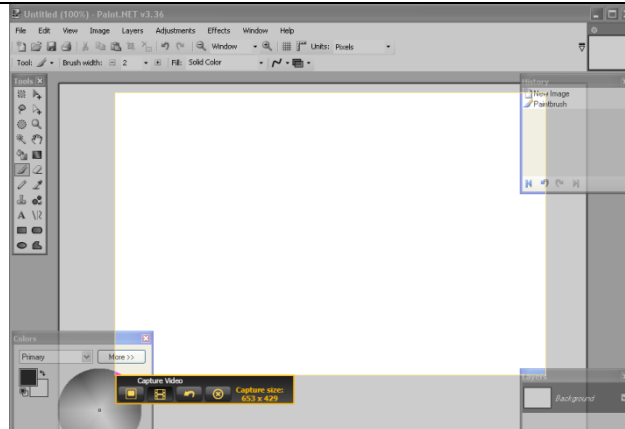 Untitled (100%) - Paint.NET v3.36
File Edit View Image Layers Adjustments Effects Window Help
Window Units: Pixels
Tool: Brush width: 2 Fill: Solid Color
Tools
History
New Image
Paintbrush
Colors
Primary More >>
Layers
Background
Capture Video
Capture size:
653 x 429